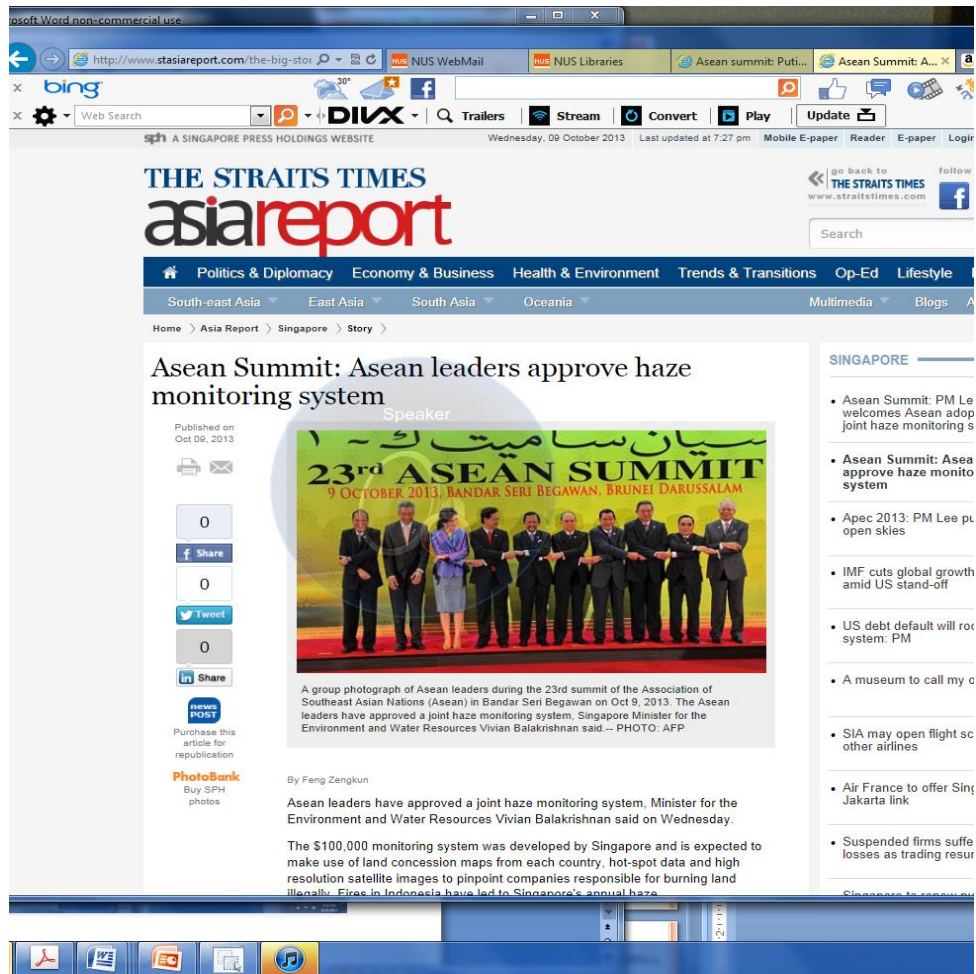 osoft Word non-commercial use
http://www.stasiareport.com/the-big-stor
NUS WebMail
NUS Libraries
Asean summit: Puti...
Asean Summit: A...
a
bing
30°
Web Search
DIVX
Trailers
Stream
Convert
Play
Update
sph A SINGAPORE PRESS HOLDINGS WEBSITE
Wednesday, 09 October 2013 Last updated at 7:27 pm Mobile E-paper Reader E-paper Login
THE STRAITS TIMES
asiareport
go back to
THE STRAITS TIMES
www.straitstimes.com
follow
Search
Politics & Diplomacy Economy & Business Health & Environment Trends & Transitions Op-Ed Lifestyle
South-east Asia East Asia South Asia Oceania Multimedia Blogs A
Home Asia Report Singapore Story
Asean Summit: Asean leaders approve haze
monitoring system
Speaker
Published on
Oct 09, 2013
0
Share
0
Tweet
0
in Share
news
POST
Purchase this
article for
republication
PhotoBank
Buy SPH
photos
23rd ASEAN SUMMIT
9 OCTOBER 2013, BANDAR SERI BEGAWAN, BRUNEI DARUSSALAM
A group photograph of Asean leaders during the 23rd summit of the Association of
Southeast Asian Nations (Asean) in Bandar Seri Begawan on Oct 9, 2013. The Asean
leaders have approved a joint haze monitoring system, Singapore Minister for the
Environment and Water Resources Vivian Balakrishnan said.-- PHOTO: AFP
By Feng Zengkun
Asean leaders have approved a joint haze monitoring system, Minister for the
Environment and Water Resources Vivian Balakrishnan said on Wednesday.
The $100,000 monitoring system was developed by Singapore and is expected to
make use of land concession maps from each country, hot-spot data and high
resolution satellite images to pinpoint companies responsible for burning land
illegally. Fires in Indonesia have led to Singapore's annual haze
SINGAPORE
Asean Summit: PM Le
welcomes Asean adop
joint haze monitoring s
Asean Summit: Asea
approve haze monito
system
Apec 2013: PM Lee pu
open skies
IMF cuts global growth
amid US stand-off
US debt default will roc
system: PM
A museum to call my o
SIA may open flight sc
other airlines
Air France to offer Sing
Jakarta link
Suspended firms suffe
losses as trading resur